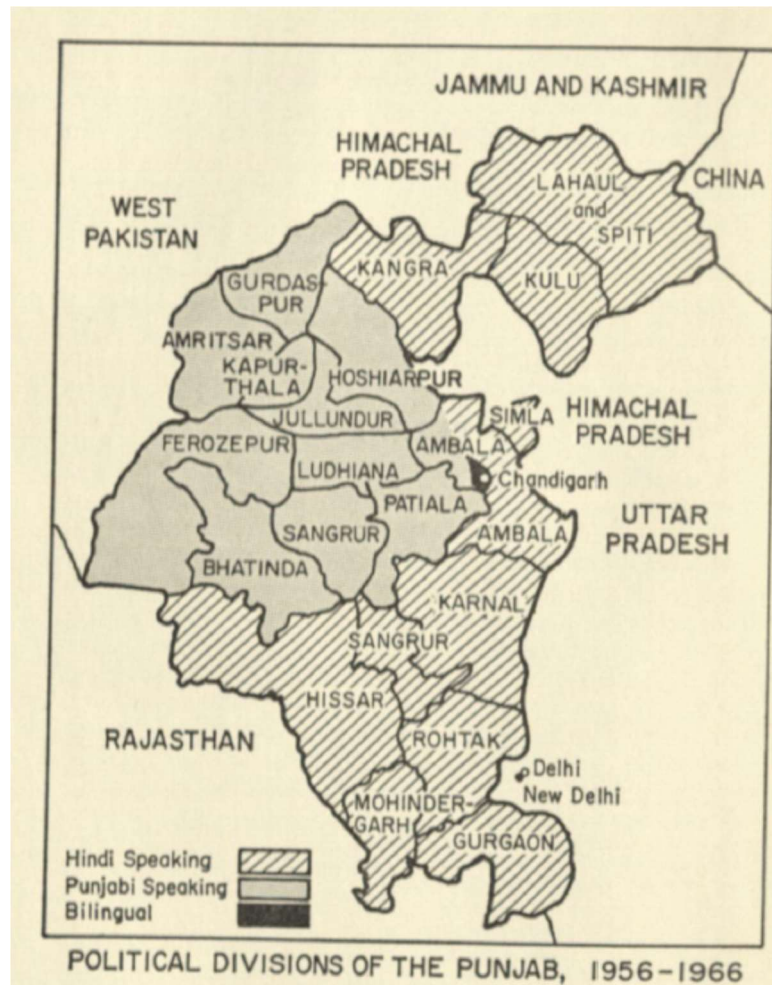 JAMMU AND KASHMIR
HIMACHAL
PRADESH
CHINA
LAHAUL
and
SPITI
WEST
PAKISTAN
KANGRA
KULU
GURDAS-
PUR
AMRITSAR
KAPUR-
THALA
HOSHIARPUR
JULLUNDUR
SIMLA
HIMACHAL
PRADESH
FEROZEPUR
AMBALA
LUDHIANA
Chandigarh
PATIALA
UTTAR
PRADESH
SANGRUR
AMBALA
BHATINDA
KARNAL
SANGRUR
HISSAR
RAJASTHAN
ROHTAK
Delhi
New Delhi
MOHINDER-
GARH
GURGAON
Hindi Speaking
Punjabi Speaking
Bilingual
POLITICAL DIVISIONS OF THE PUNJAB, 1956-1966